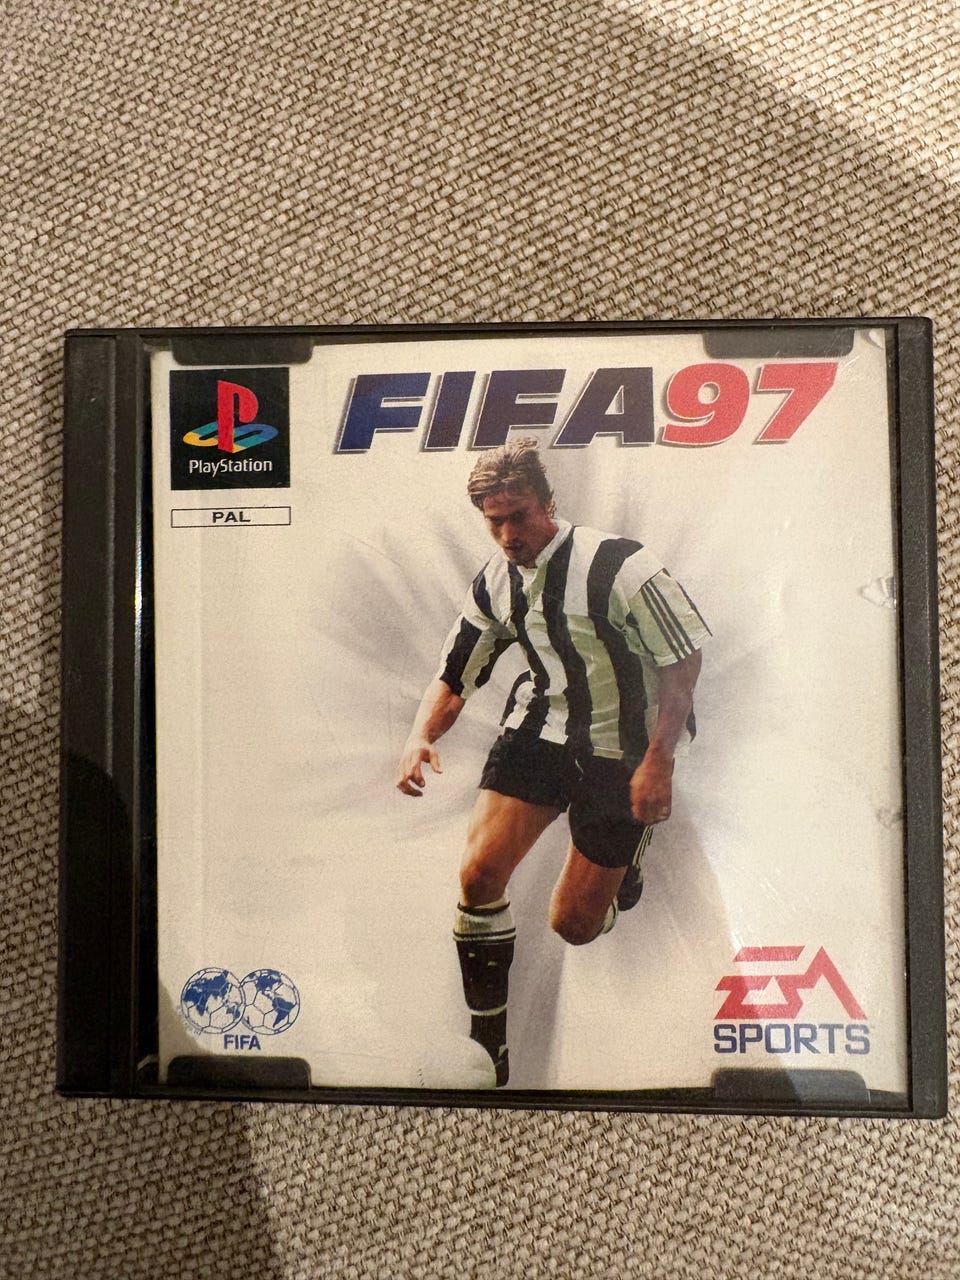 FIFA97
PlayStation
PAL
FIFA
EA
SPORTS